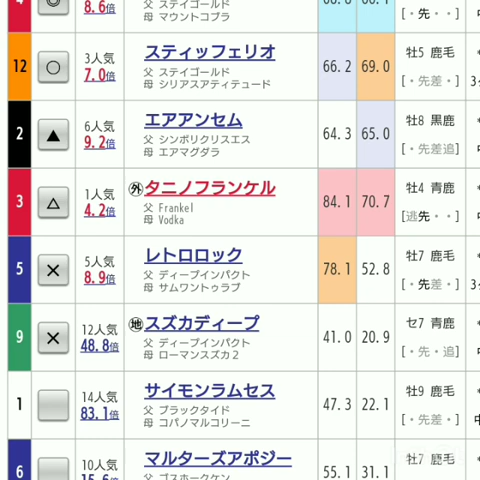 ◎
8.6倍
父 ステイゴールド
母 マウントコブラ
[・先・・]
12
○
3人気
7.0倍
スティッフェリオ
父 ステイゴールド
母 シリアスアティテュード
66.2
69.0
牡5 鹿毛
[・先差・]
2
▲
6人気
9.2倍
エアアンセム
父 シンボリクリスエス
母 エアマグダラ
64.3
65.0
牡8 黒鹿
[・先差追]
3
△
1人気
4.2倍
外タニノフランケル
父 Frankel
母 Vodka
84.1
70.7
牡4 青鹿
[逃先・・]
5
×
5人気
8.9倍
レトロロック
父 ディープインパクト
母 サムワントゥラブ
78.1
52.8
牡7 鹿毛
[・先差・]
9
×
12人気
48.8倍
地スズカディープ
父 ディープインパクト
母 ローマンスズカ2
41.0
20.9
セ7 青鹿
[・先・追]
1
14人気
83.1倍
サイモンラムセス
父 ブラックタイド
母 コパノマルコリーニ
47.3
22.1
牡9 鹿毛
[・先差・]
6
10人気
マルターズアポジー
父 ゴスホークケン
55.1
31.1
牡7 鹿毛